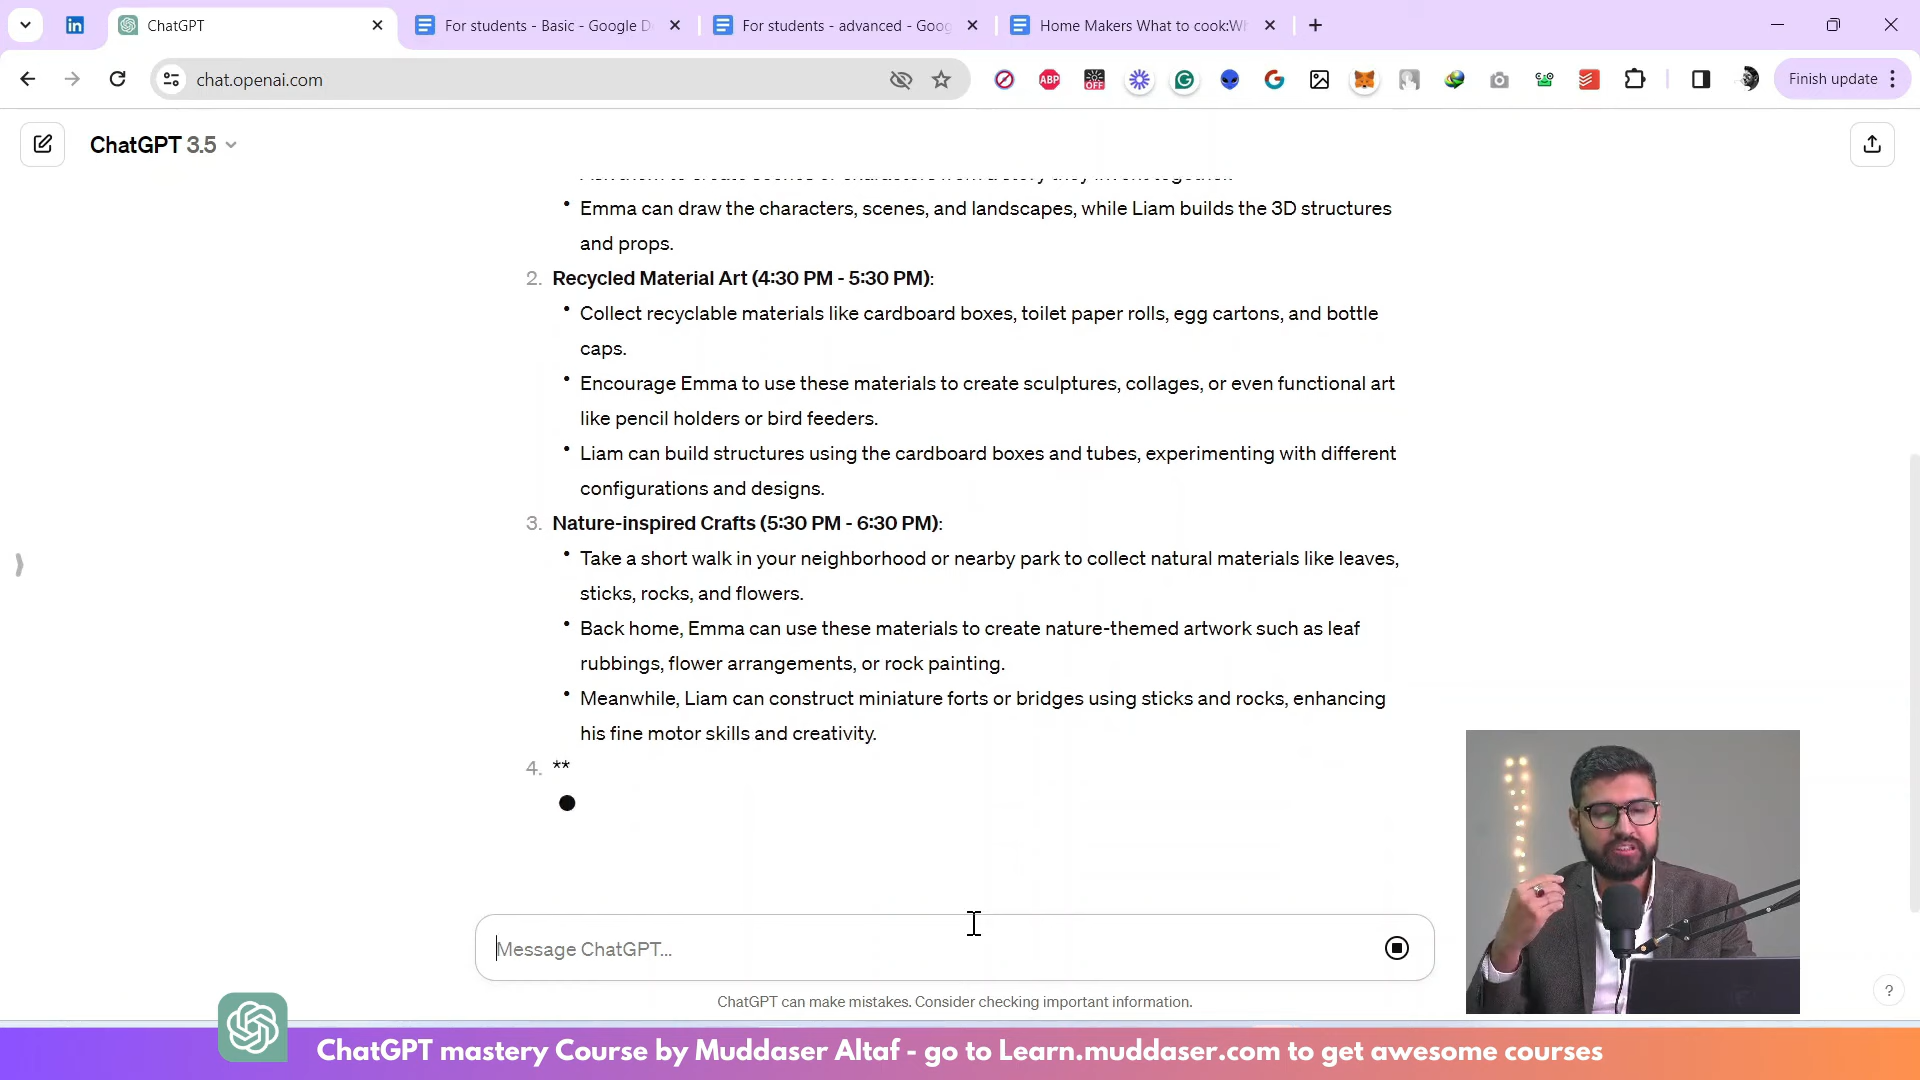 ChatGPT
For students - Basic - Google D
For students - advanced - Goog
Home Makers What to cook:Wh
chat.openai.com
ABP
OFF
Finish update
ChatGPT 3.5
Emma can draw the characters, scenes, and landscapes, while Liam builds the 3D structures
and props.
2. Recycled Material Art (4:30 PM - 5:30 PM):
Collect recyclable materials like cardboard boxes, toilet paper rolls, egg cartons, and bottle
caps.
Encourage Emma to use these materials to create sculptures, collages, or even functional art
like pencil holders or bird feeders.
Liam can build structures using the cardboard boxes and tubes, experimenting with different
configurations and designs.
3. Nature-inspired Crafts (5:30 PM - 6:30 PM):
Take a short walk in your neighborhood or nearby park to collect natural materials like leaves,
sticks, rocks, and flowers.
Back home, Emma can use these materials to create nature-themed artwork such as leaf
rubbings, flower arrangements, or rock painting.
Meanwhile, Liam can construct miniature forts or bridges using sticks and rocks, enhancing
his fine motor skills and creativity.
4. **
Message ChatGPT...
ChatGPT can make mistakes. Consider checking important information.
?
ChatGPT mastery Course by Muddaser Altaf - go to Learn.muddaser.com to get awesome courses